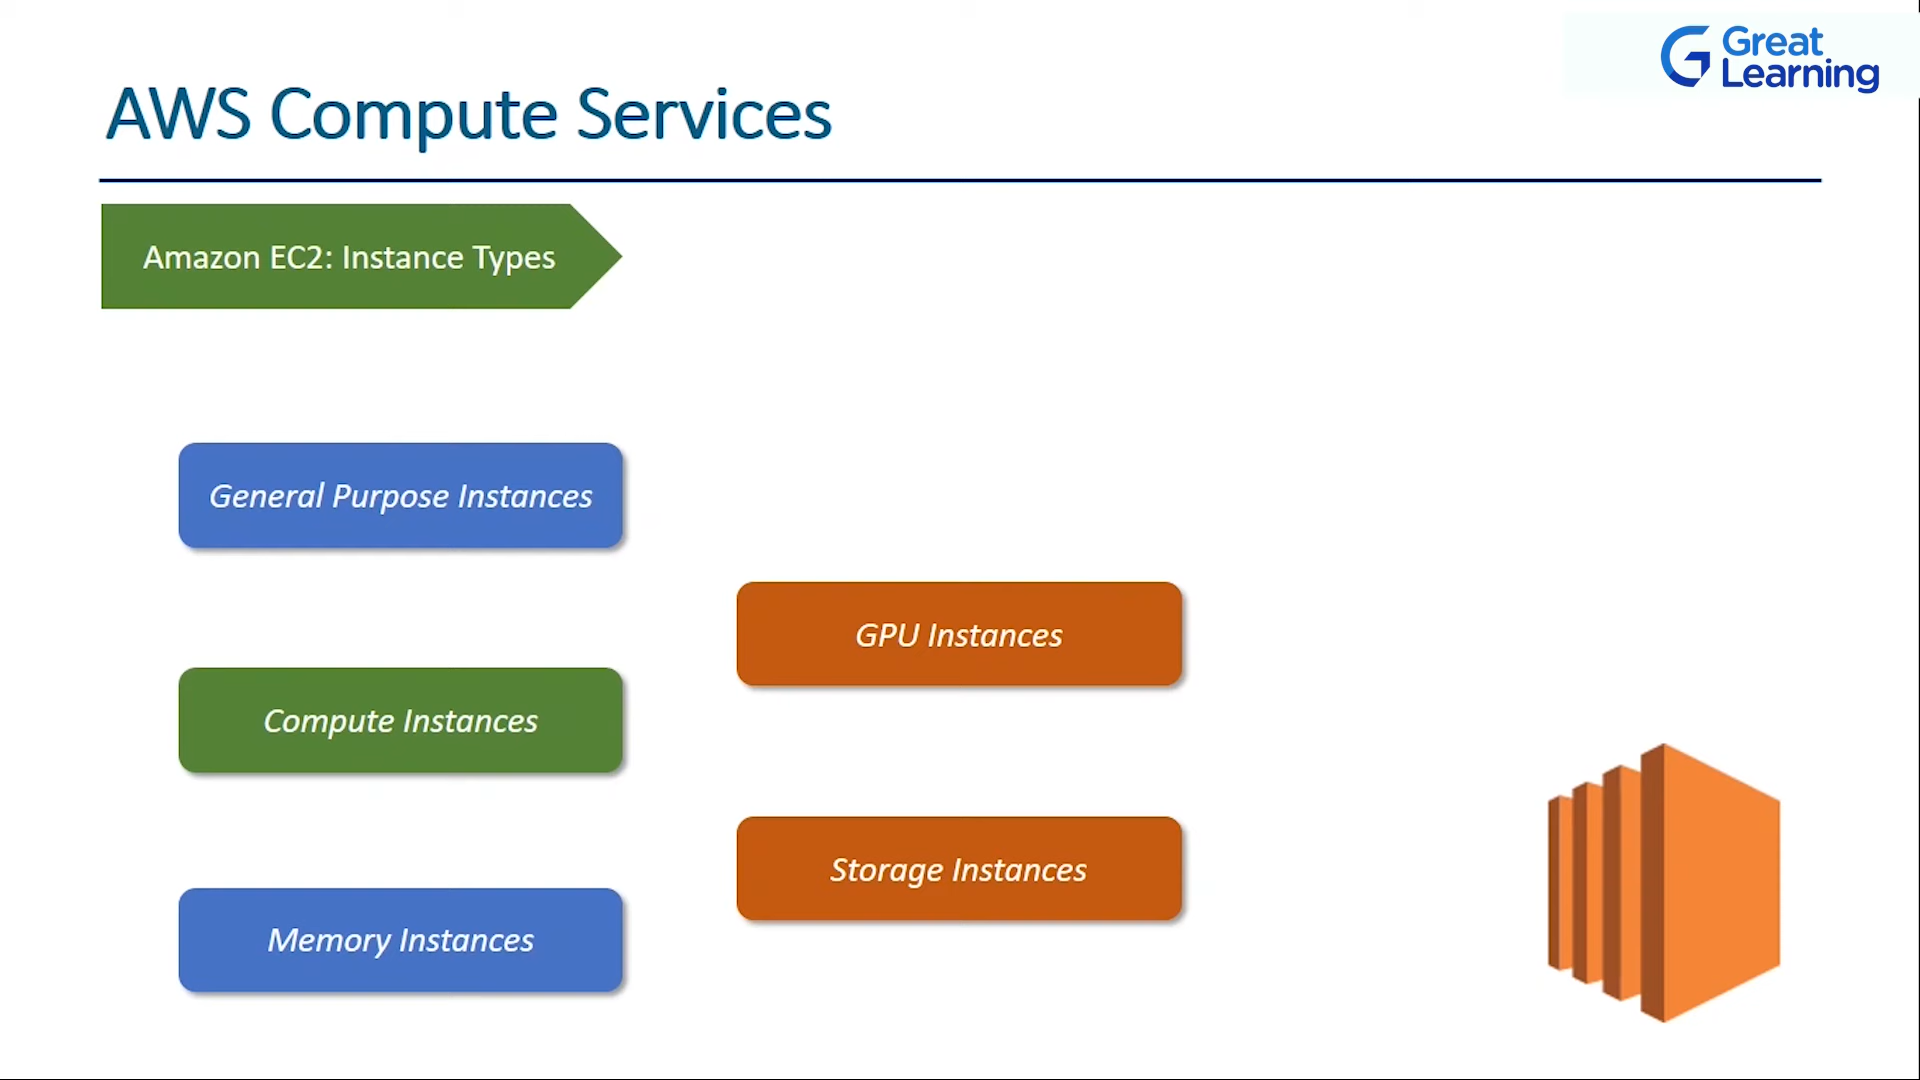 Great
Learning
AWS Compute Services
Amazon EC2: Instance Types
General Purpose Instances
GPU Instances
Compute Instances
Storage Instances
Memory Instances